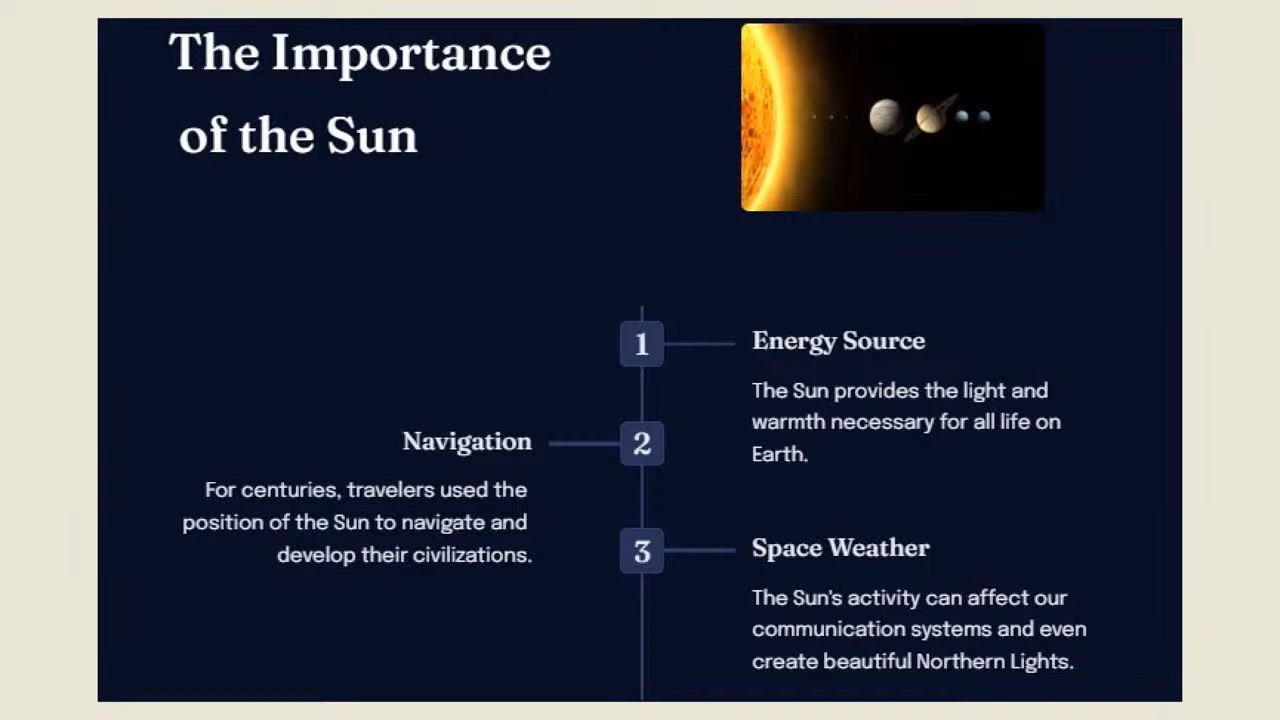 The Importance
of the Sun
1
Energy Source
The Sun provides the light and
warmth necessary for all life on
Earth.
Navigation
2
For centuries, travelers used the
position of the Sun to navigate and
develop their civilizations.
3
Space Weather
The Sun's activity can affect our
communication systems and even
create beautiful Northern Lights.